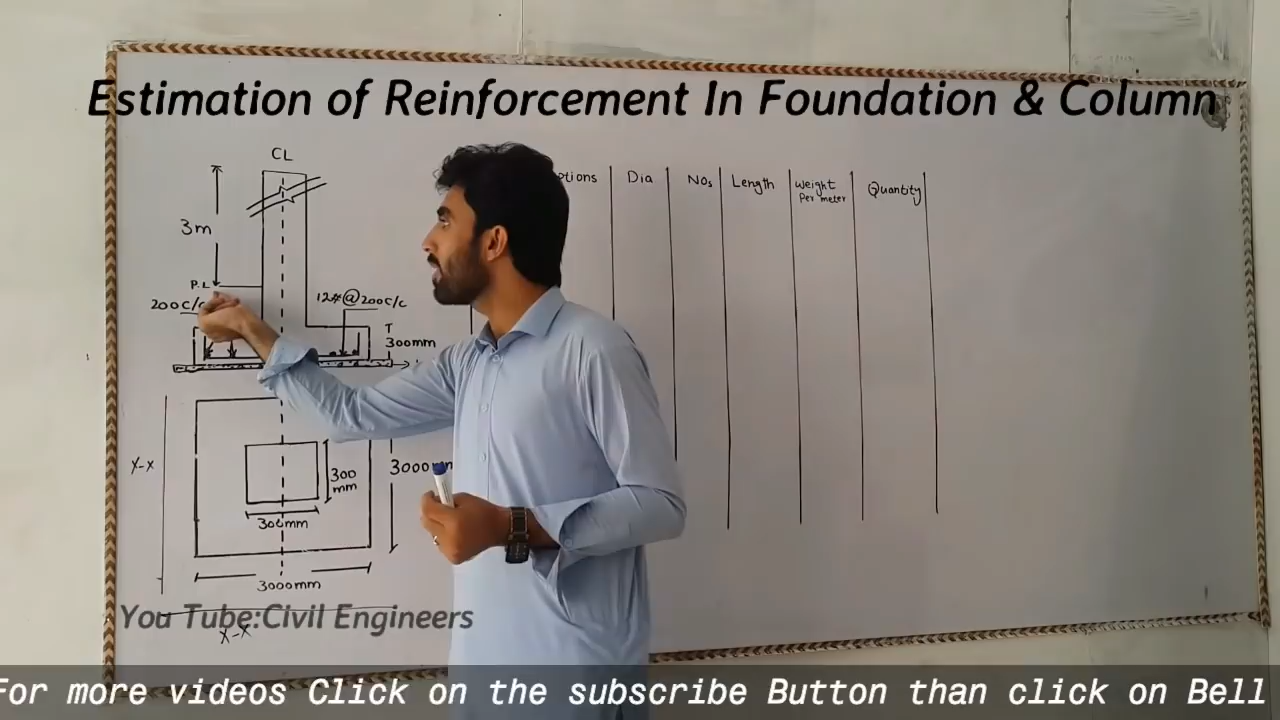 Estimation of Reinforcement In Foundation & Column
CL
3m
P.L
200c/c
12#@200c/c
300mm
ptions
Dia
NOs
Length
Weight
Per meter
Quantity
X-X
300
mm
3000mm
300mm
3000mm
You Tube:Civil Engineers
X-X
For more videos Click on the subscribe Button than click on Bell